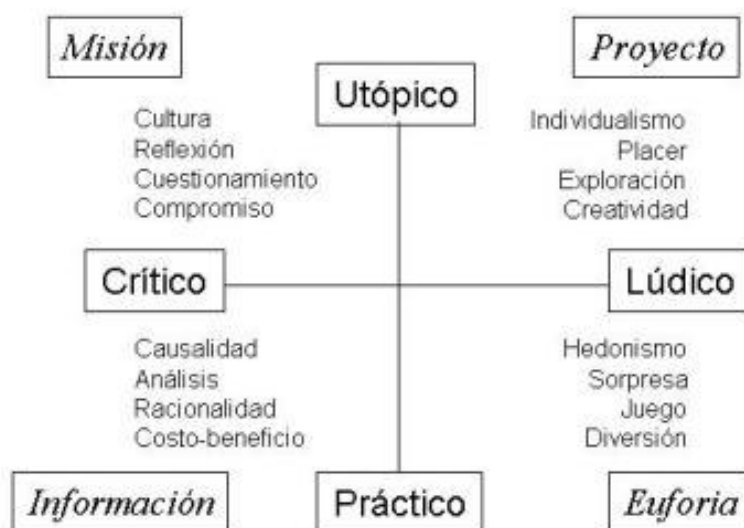 Misión
Proyecto
Utópico
Cultura
Reflexión
Cuestionamiento
Compromiso
Individualismo
Placer
Exploración
Creatividad
Crítico
Lúdico
Causalidad
Análisis
Racionalidad
Costo-beneficio
Hedonismo
Sorpresa
Juego
Diversión
Información
Práctico
Euforia